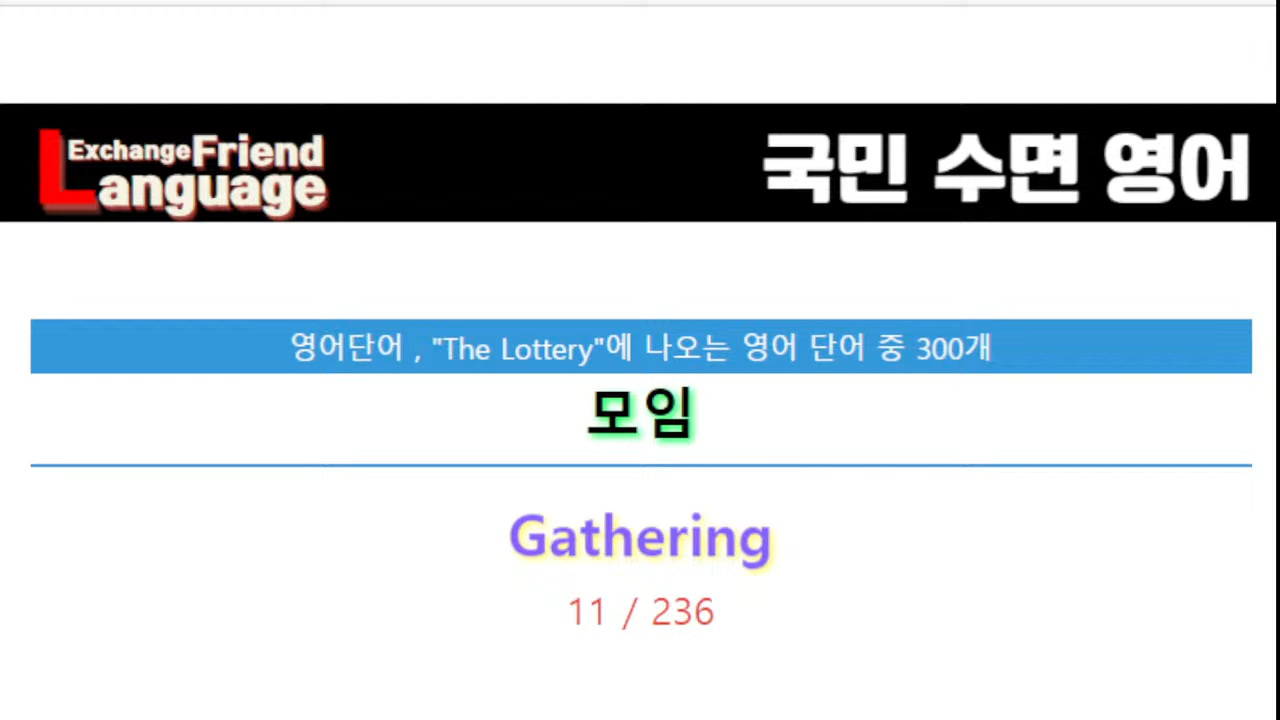 Exchange Friend
Language
국민 수면 영어
영어단어 , "The Lottery"에 나오는 영어 단어 중 300개
모임
Gathering
11 / 236